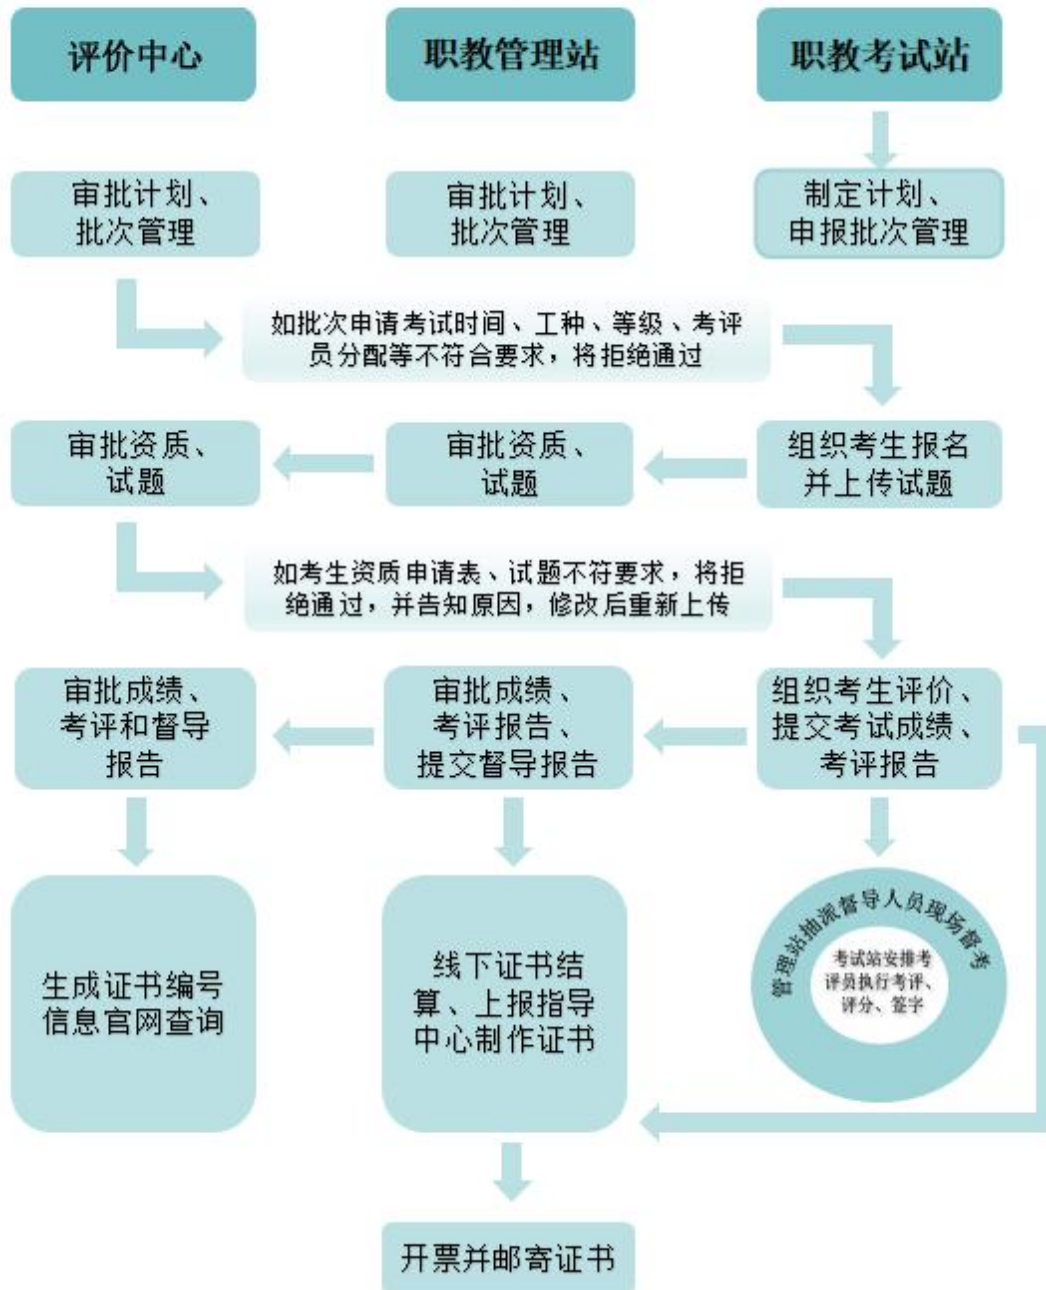 评价中心
职教管理站
职教考试站
审批计划、
批次管理
审批计划、
批次管理
制定计划、
申报批次管理
如批次申请考试时间、工种、等级、考评
员分配等不符合要求，将拒绝通过
审批资质、
试题
审批资质、
试题
组织考生报名
并上传试题
如考生资质申请表、试题不符要求，将拒
绝通过，并告知原因，修改后重新上传
审批成绩、
考评和督导
报告
审批成绩、
考评报告、
提交督导报告
组织考生评价、
提交考试成绩、
考评报告
生成证书编号
信息官网查询
线下证书结
算、上报指导
中心制作证书
管理站抽派督导人员现场督考
考试站安排考
评员执行考评、
评分、签字
开票并邮寄证书